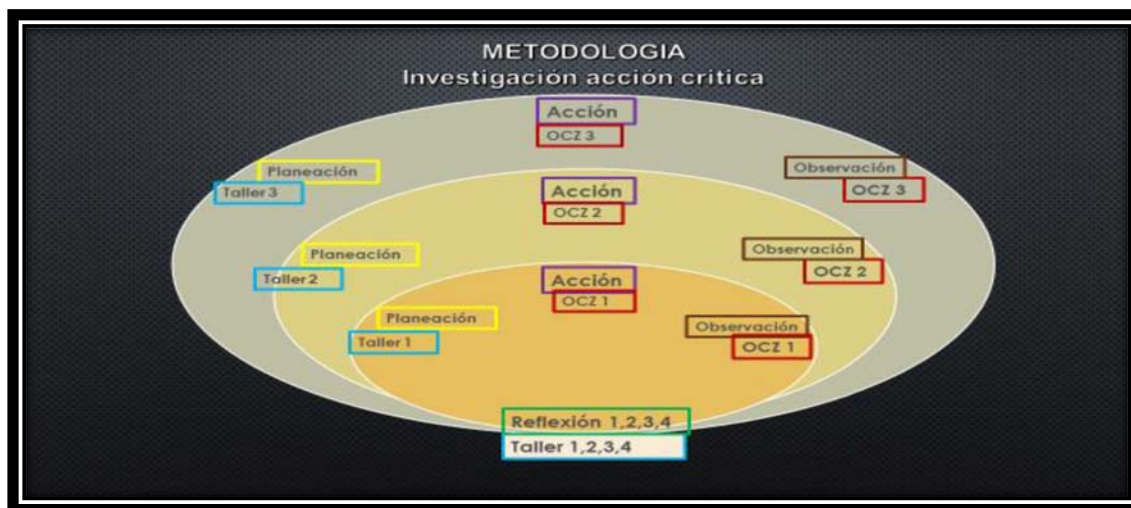 METODOLOGIA
Investigación acción critica
Acción
OCZ 3
Planeación
Taller 3
Observación
OCZ 3
Acción
OCZ 2
Planeación
Taller 2
Observación
OCZ 2
Acción
OCZ 1
Planeación
Taller 1
Observación
OCZ 1
Reflexión 1,2,3,4
Taller 1,2,3,4